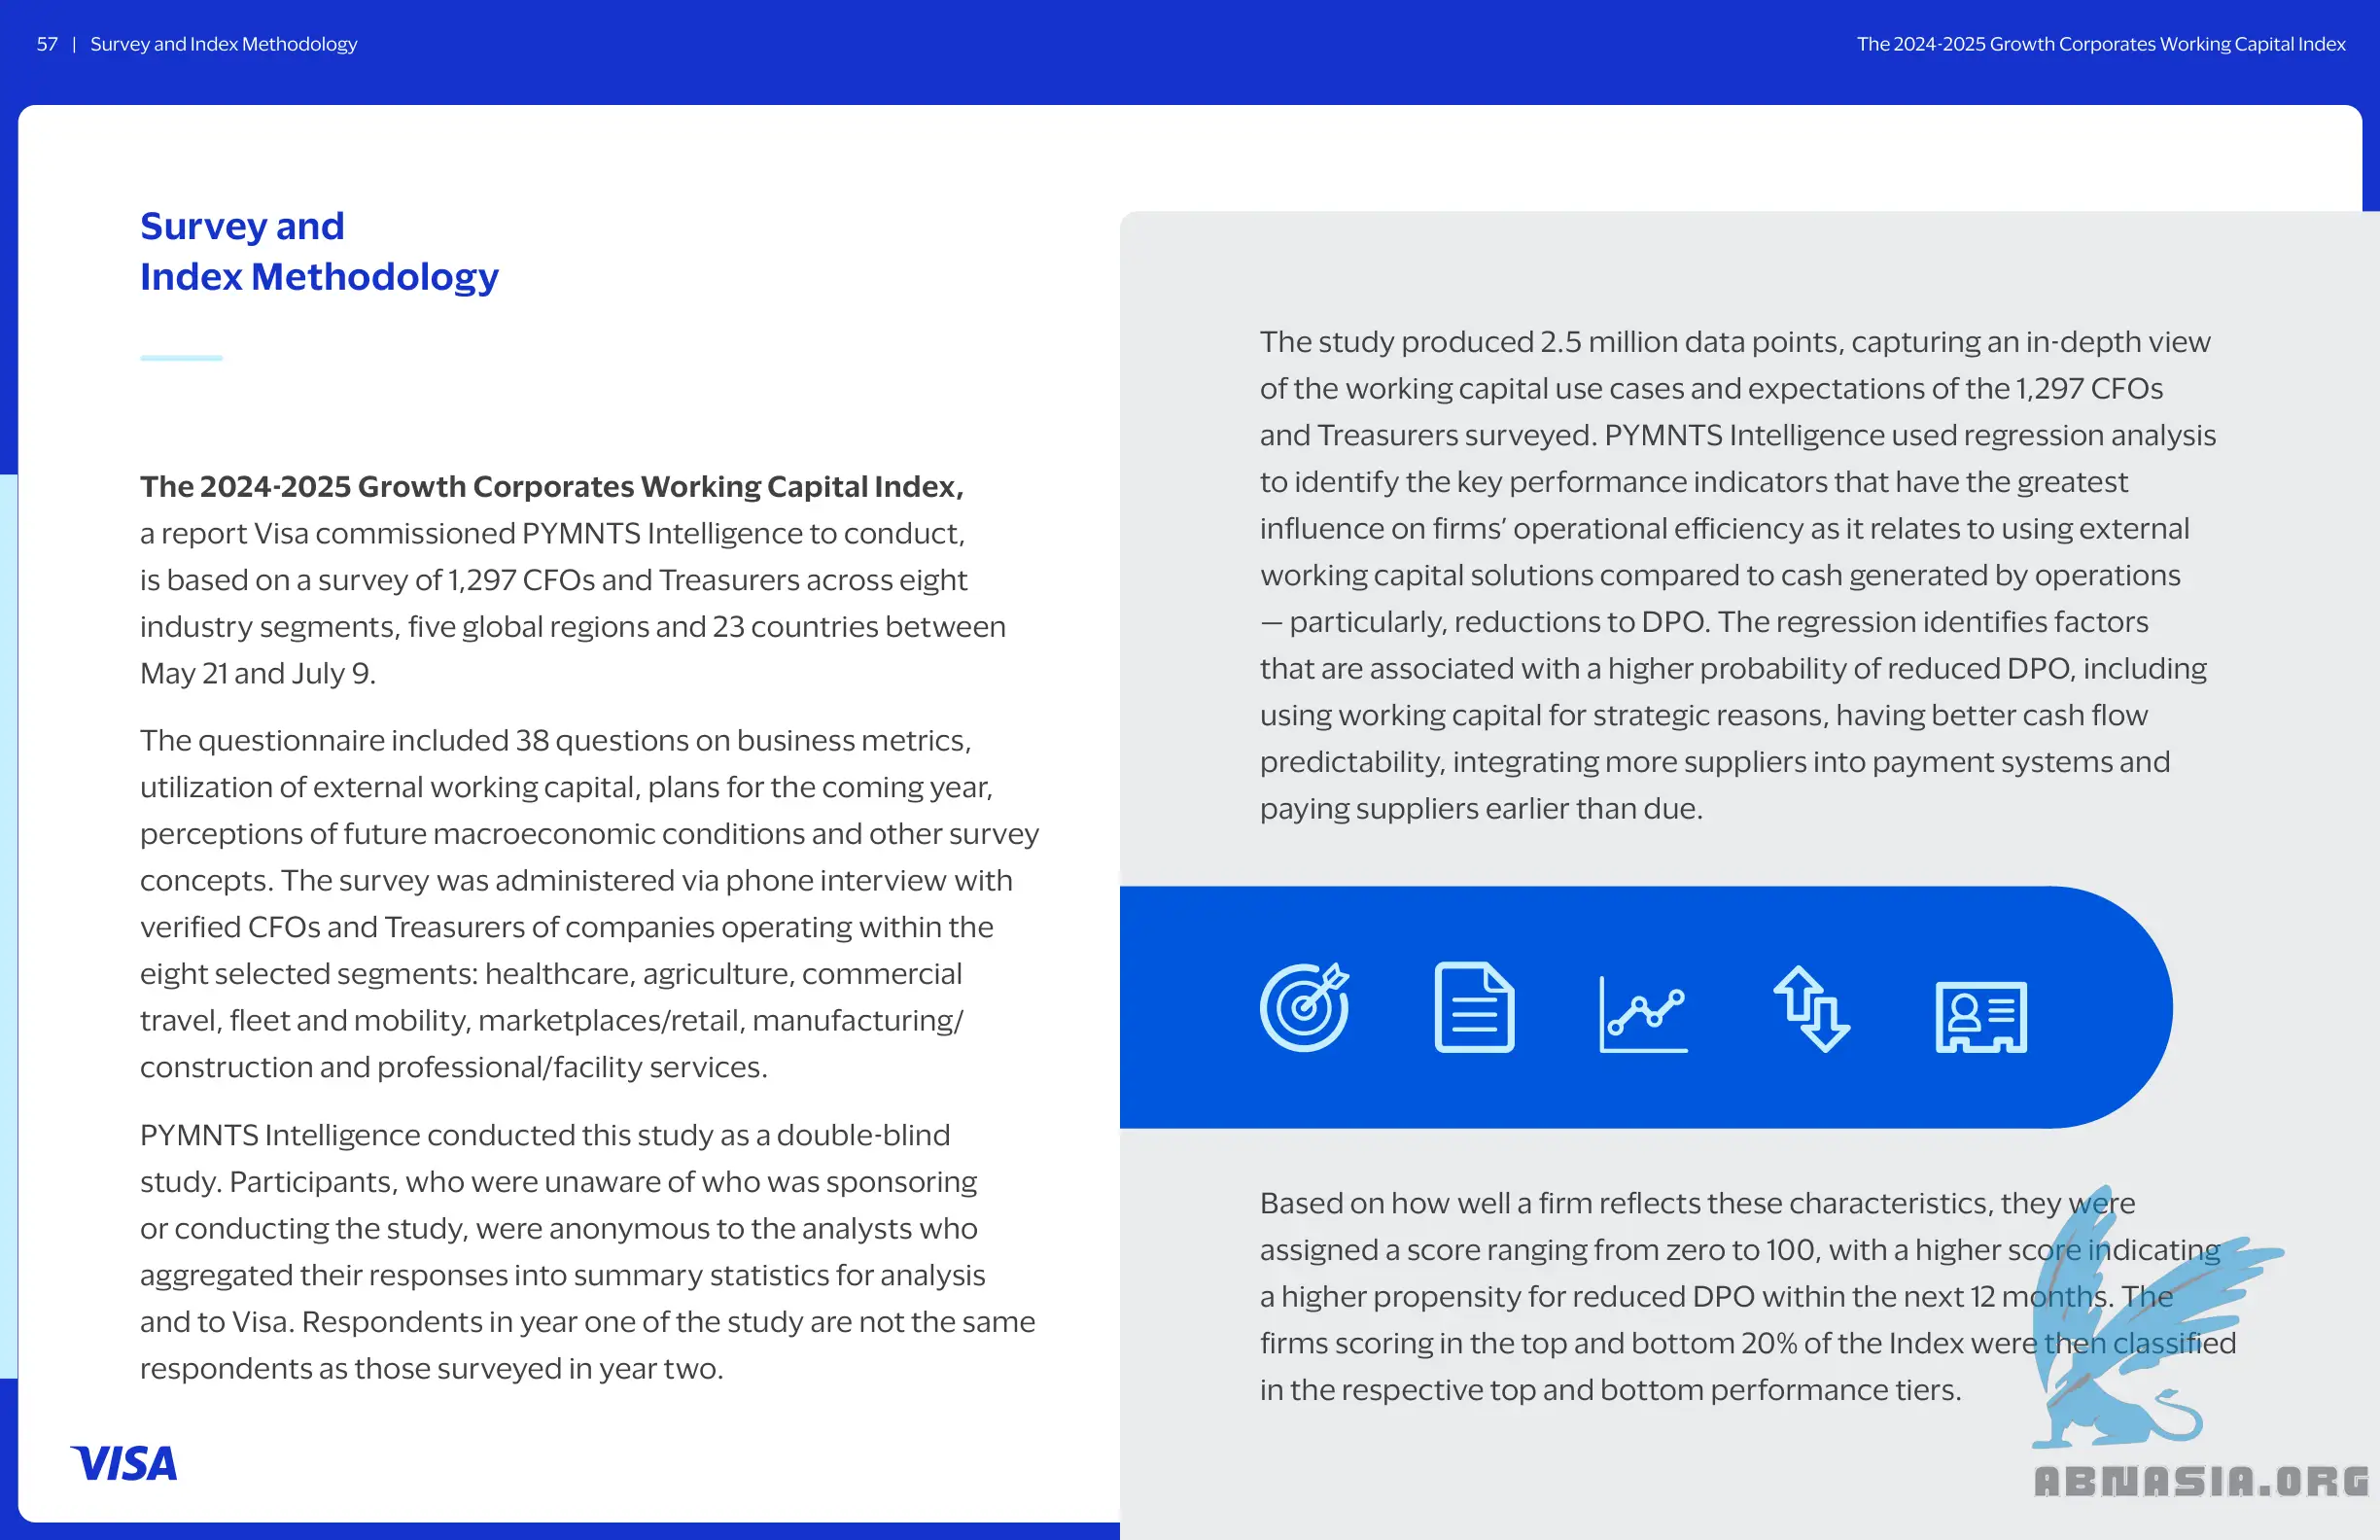 57 | Survey and Index Methodology
The 2024-2025 Growth Corporates Working Capital Index
Survey and
Index Methodology
The 2024-2025 Growth Corporates Working Capital Index,
a report Visa commissioned PYMNTS Intelligence to conduct,
is based on a survey of 1,297 CFOs and Treasurers across eight
industry segments, five global regions and 23 countries between
May 21 and July 9.
The questionnaire included 38 questions on business metrics,
utilization of external working capital, plans for the coming year,
perceptions of future macroeconomic conditions and other survey
concepts. The survey was administered via phone interview with
verified CFOs and Treasurers of companies operating within the
eight selected segments: healthcare, agriculture, commercial
travel, fleet and mobility, marketplaces/retail, manufacturing/
construction and professional/facility services.
PYMNTS Intelligence conducted this study as a double-blind
study. Participants, who were unaware of who was sponsoring
or conducting the study, were anonymous to the analysts who
aggregated their responses into summary statistics for analysis
and to Visa. Respondents in year one of the study are not the same
respondents as those surveyed in year two.
VISA
The study produced 2.5 million data points, capturing an in-depth view
of the working capital use cases and expectations of the 1,297 CFOs
and Treasurers surveyed. PYMNTS Intelligence used regression analysis
to identify the key performance indicators that have the greatest
influence on firms' operational efficiency as it relates to using external
working capital solutions compared to cash generated by operations
— particularly, reductions to DPO. The regression identifies factors
that are associated with a higher probability of reduced DPO, including
using working capital for strategic reasons, having better cash flow
predictability, integrating more suppliers into payment systems and
paying suppliers earlier than due.
Based on how well a firm reflects these characteristics, they were
assigned a score ranging from zero to 100, with a higher score indicating
a higher propensity for reduced DPO within the next 12 months. The
firms scoring in the top and bottom 20% of the Index were then classified
in the respective top and bottom performance tiers.
ABNASIA.ORG